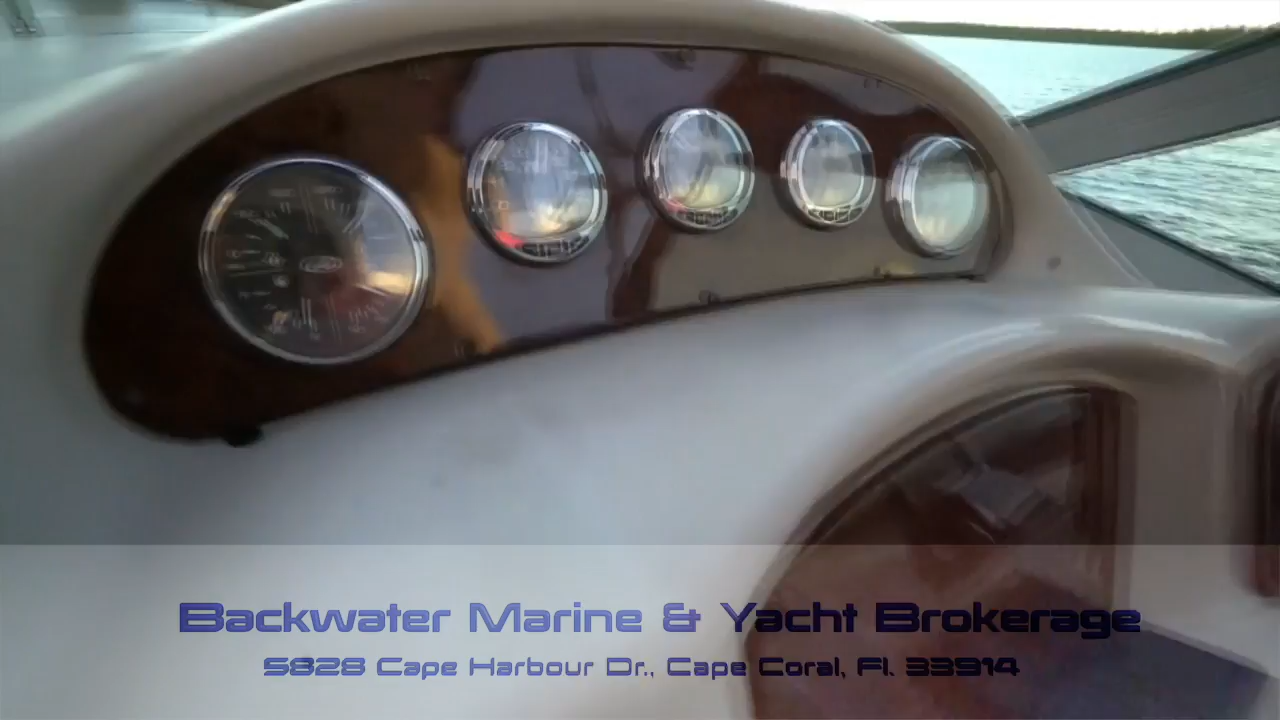 Backwater Marine & Yacht Brokerage
5828 Cape Harbour Dr., Cape Coral, Fl. 33914